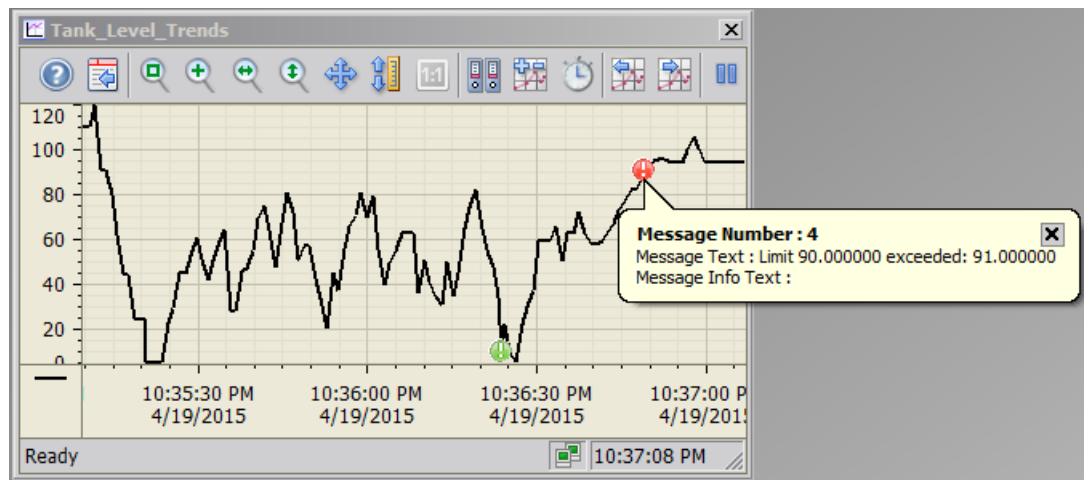 Tank_Level_Trends
1:1
120
100
80
60
40
20
0
Message Number : 4
Message Text : Limit 90.000000 exceeded: 91.000000
Message Info Text :
10:35:30 PM 10:36:00 PM 10:36:30 PM 10:37:00 P
4/19/2015 4/19/2015 4/19/2015 4/19/201
Ready 10:37:08 PM